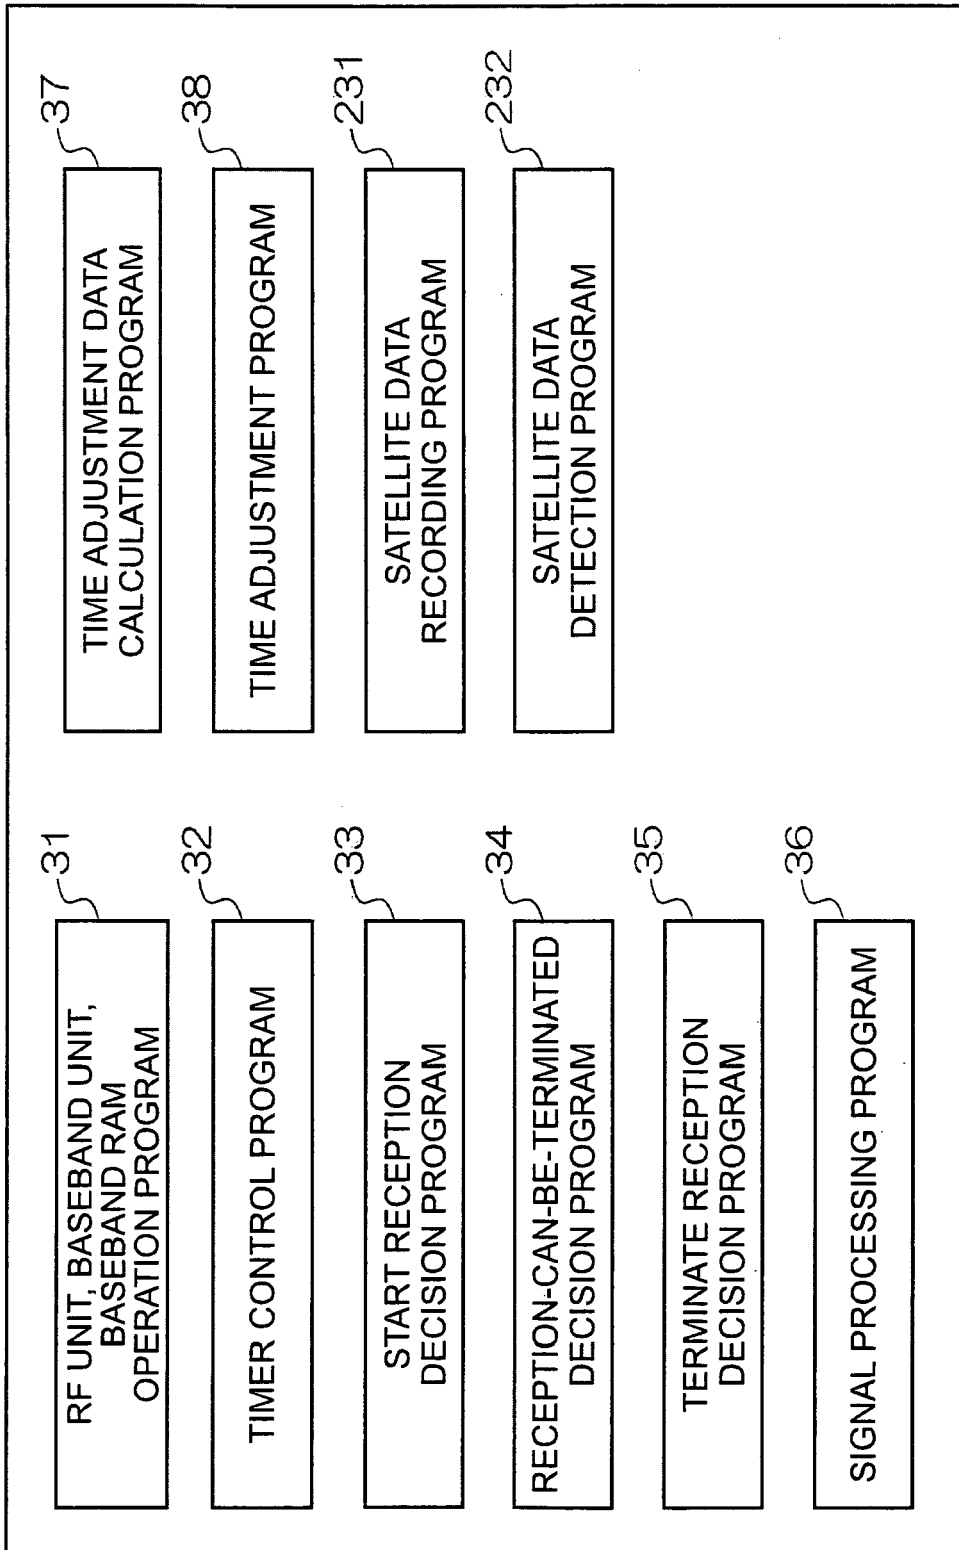 31
RF UNIT, BASEBAND UNIT,
BASEBAND RAM
OPERATION PROGRAM
32
TIMER CONTROL PROGRAM
33
START RECEPTION
DECISION PROGRAM
34
RECEPTION-CAN-BE-TERMINATED
DECISION PROGRAM
35
TERMINATE RECEPTION
DECISION PROGRAM
36
SIGNAL PROCESSING PROGRAM
37
TIME ADJUSTMENT DATA
CALCULATION PROGRAM
38
TIME ADJUSTMENT PROGRAM
231
SATELLITE DATA
RECORDING PROGRAM
232
SATELLITE DATA
DETECTION PROGRAM